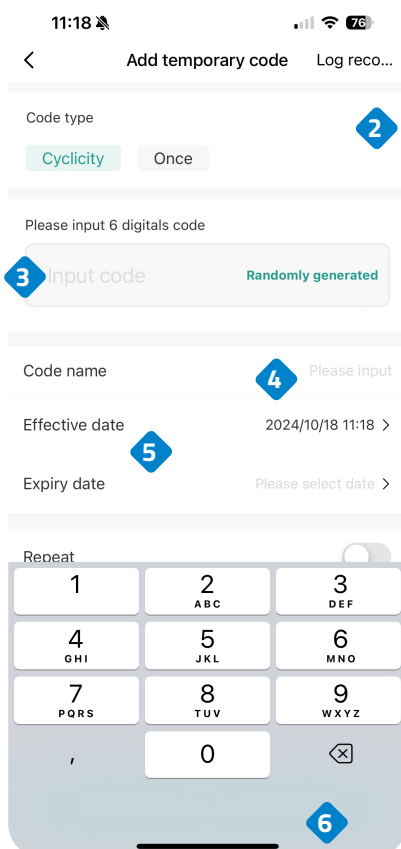 11:18 76
Add temporary code Log reco...
Code type
2
Cyclicity Once
Please input 6 digitals code
3 Input code Randomly generated
Code name 4 Please input
Effective date 2024/10/18 11:18 >
5
Expiry date Please select date >
Repeat
1 2 3
ABC DEF
4 5 6
GHI JKL MNO
7 8 9
PQRS TUV WXYZ
, 0
6